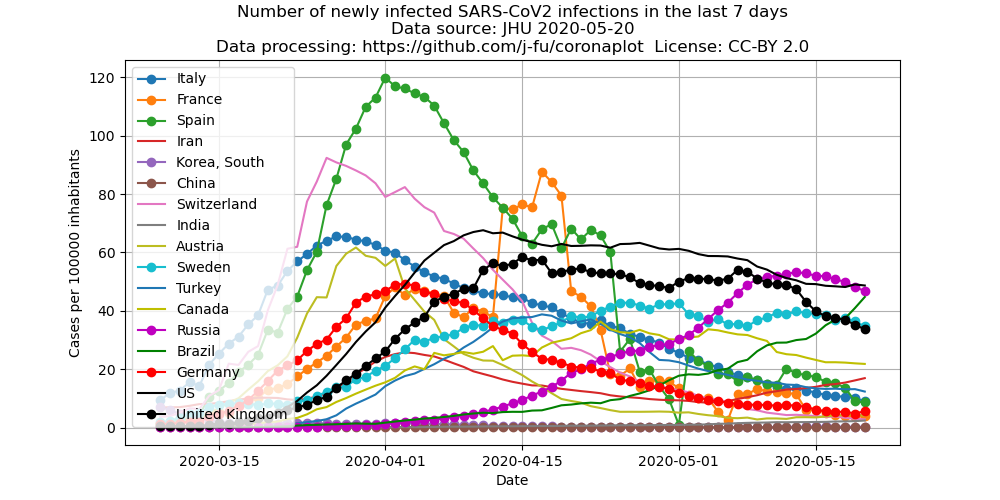 Number of newly infected SARS-CoV2 infections in the last 7 days
Data source: JHU 2020-05-20
Data processing: https://github.com/j-fu/coronaplot  License: CC-BY 2.0
Cases per 100000 inhabitants
120
100
80
60
40
20
0
Italy
France
Spain
Iran
Korea, South
China
Switzerland
India
Austria
Sweden
Turkey
Canada
Russia
Brazil
Germany
US
United Kingdom
2020-03-15
2020-04-01
2020-04-15
2020-05-01
2020-05-15
Date